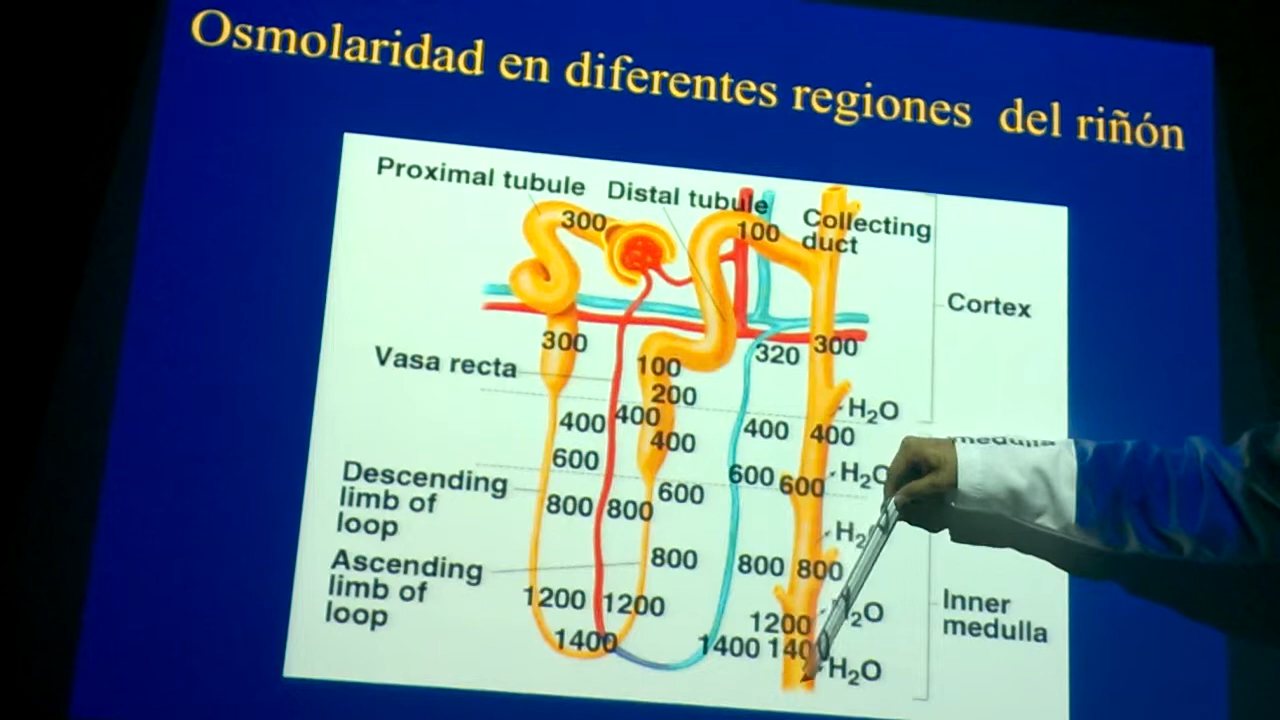 Osmolaridad en diferentes regiones del riñón
Proximal tubule
Distal tubule
Collecting
duct
300
100
Cortex
300
320
300
Vasa recta
100
200
H₂O
400
400
400
400
400
600
H₂O
600
600
600
Descending
limb of
loop
800
800
800
800
800
Ascending
limb of
loop
1200
1200
1200
Inner
medulla
1400
1400
H₂O
medulla